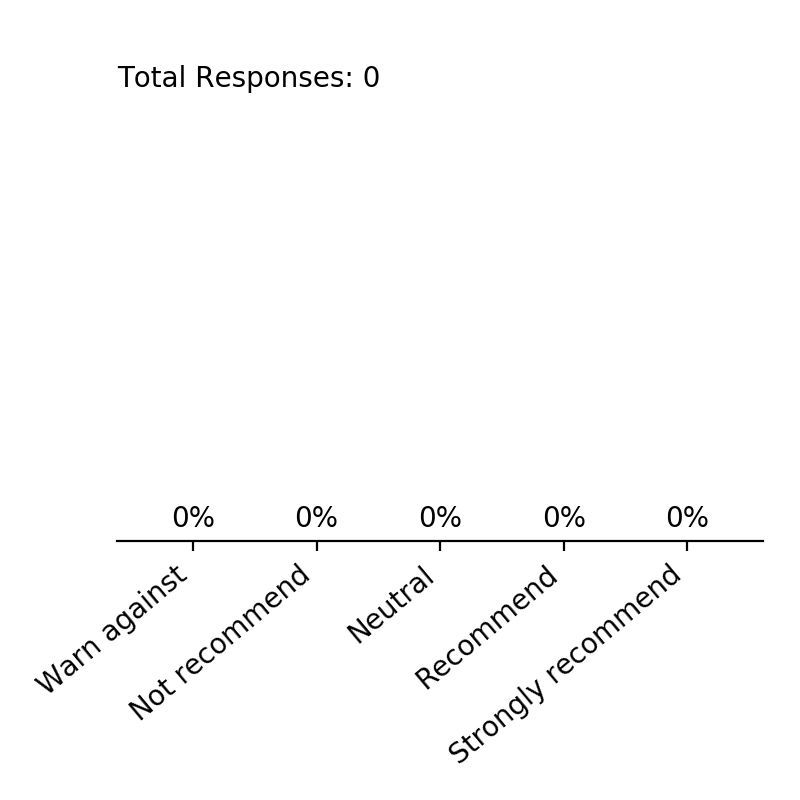 Total Responses: 0
0% 0% 0% 0% 0%
Warn against
Not recommend
Neutral
Recommend
Strongly recommend